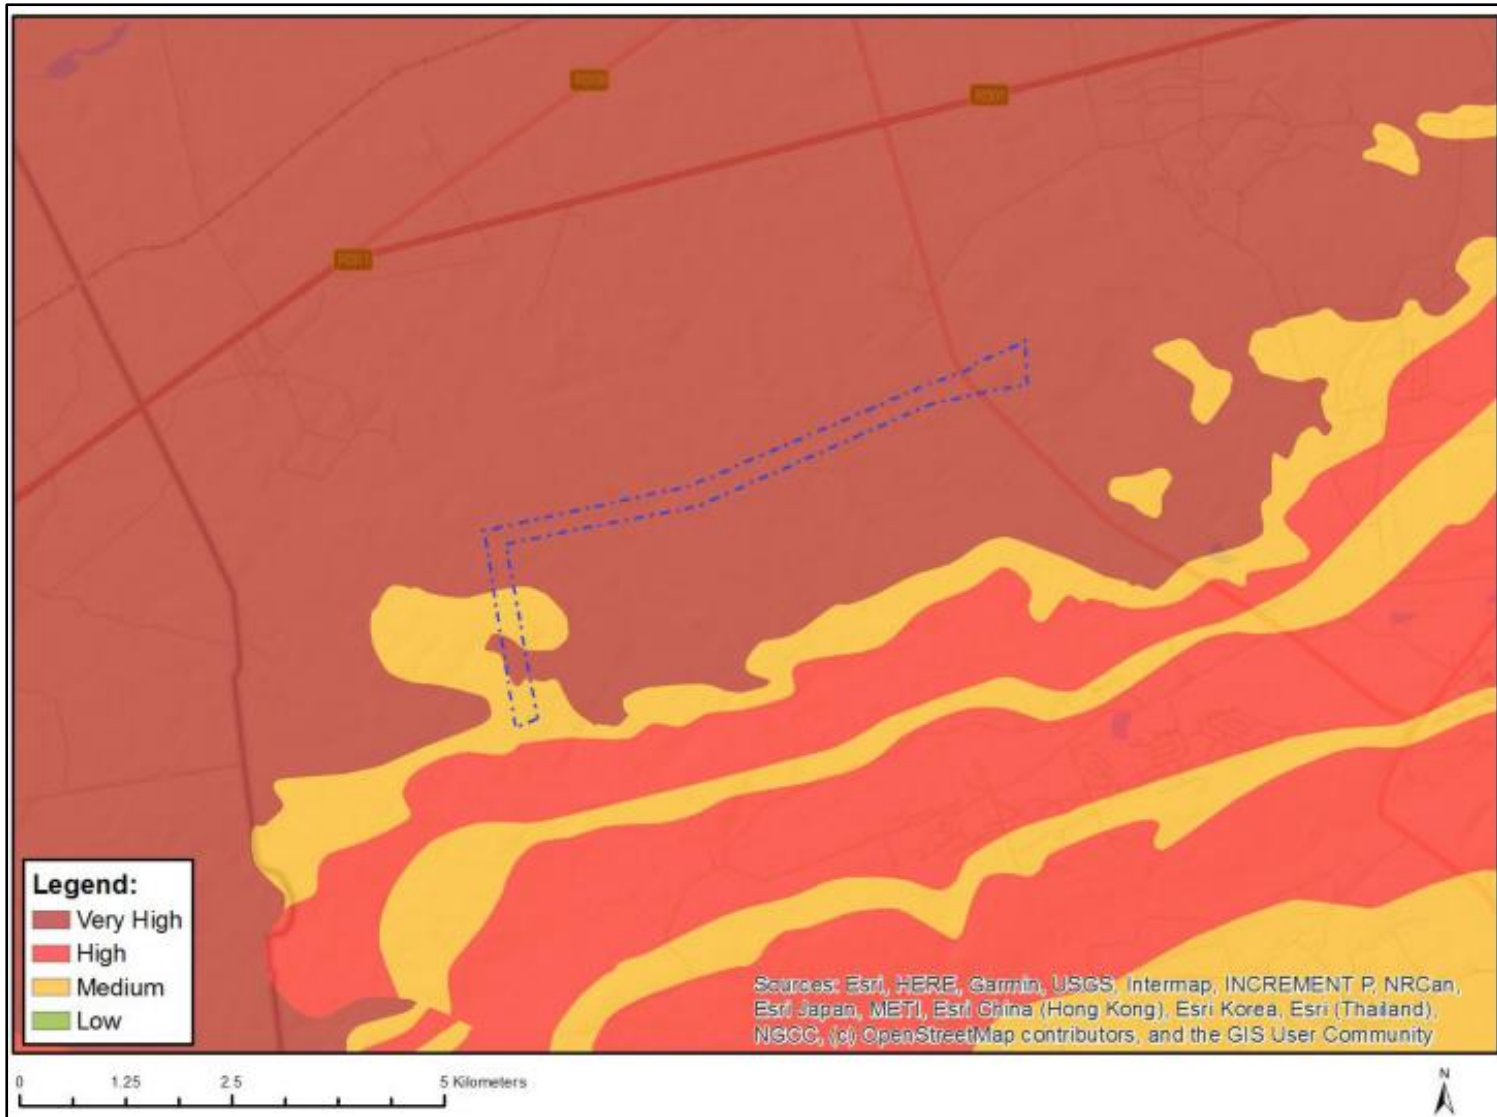 Legend:
Very High
High
Medium
Low
Sources: Esri, HERE, Garmin, USGS, Intermap, INCREMENT P, NRCan,
Esri Japan, METI, Esri China (Hong Kong), Esri Korea, Esri (Thailand),
NGCC, (c) OpenStreetMap contributors, and the GIS User Community
0 1.25 2.5 5 Kilometers
N